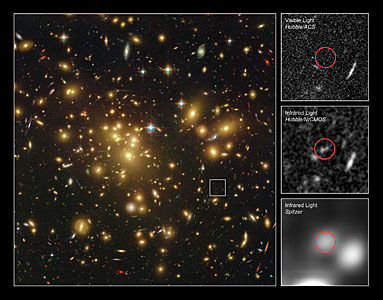 Visible Light
Hubble/ACS
Infrared Light
Hubble/NICMOS
Infrared Light
Spitzer